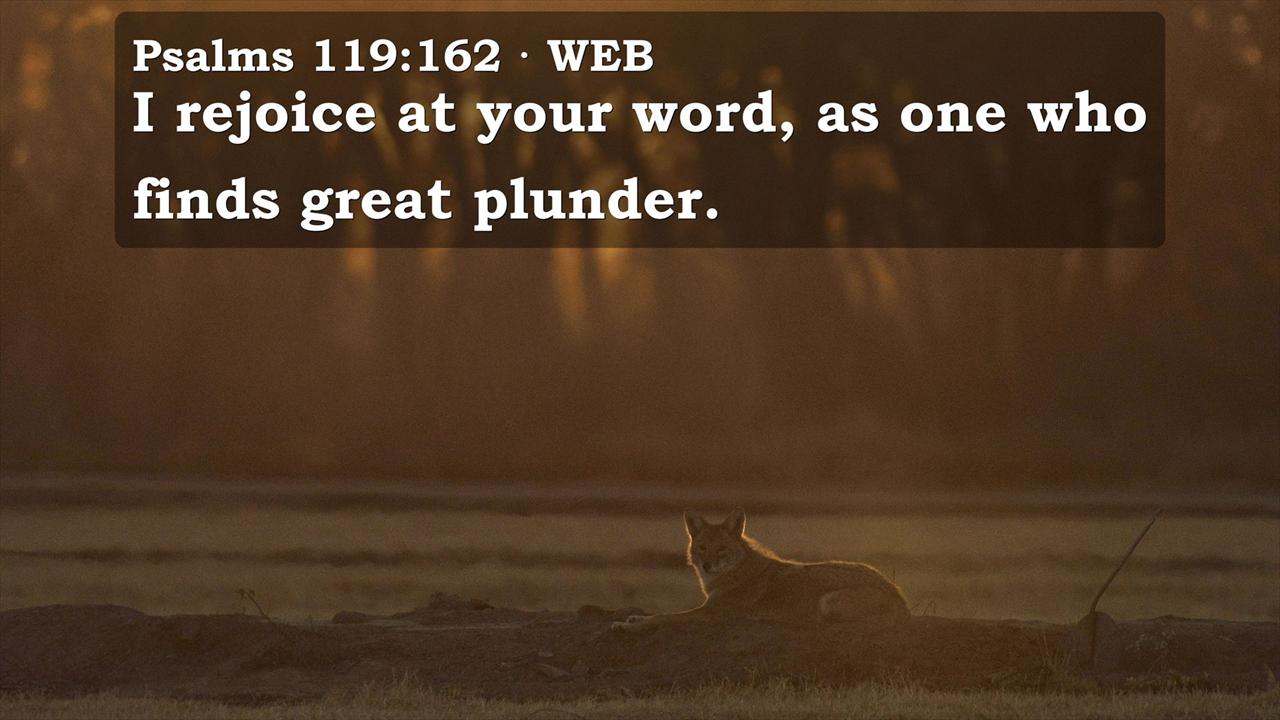 Psalms 119:162 · WEB
I rejoice at your word, as one who
finds great plunder.